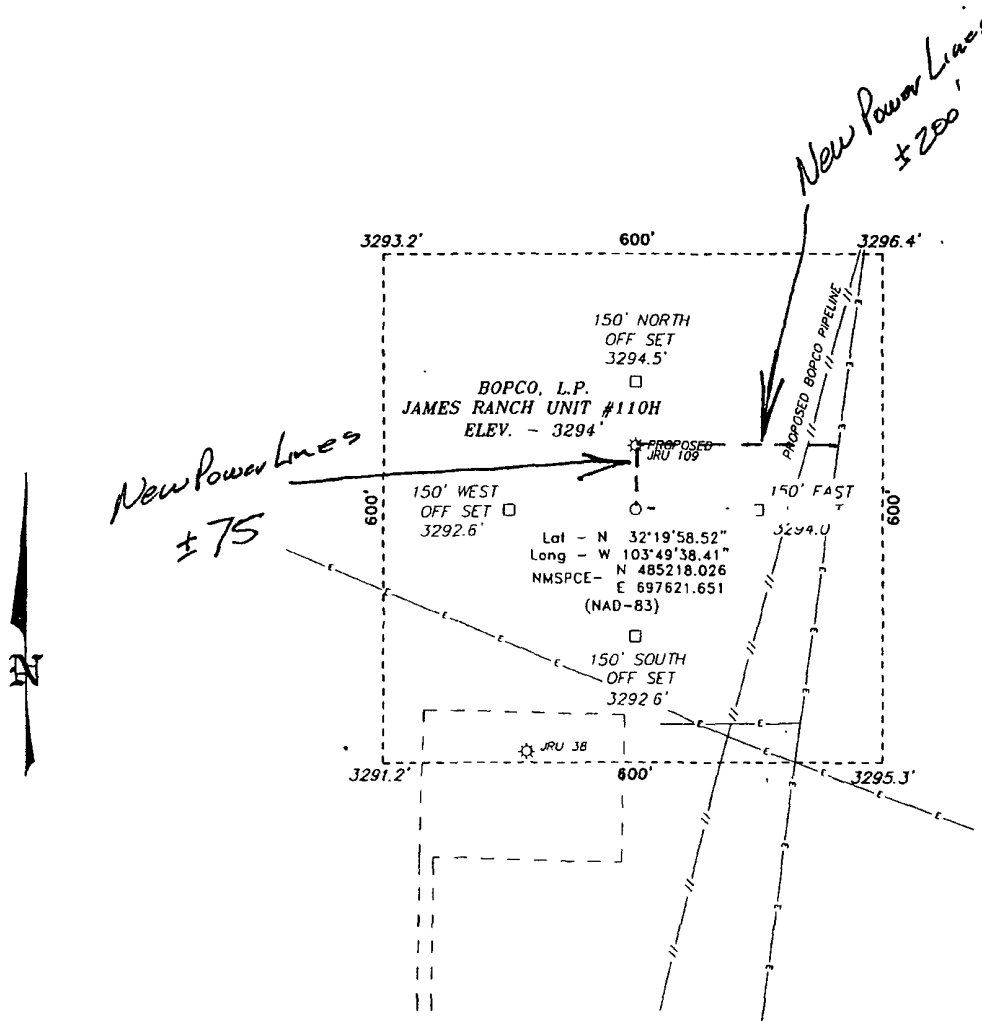 New Power Lines
± 200'
3293.2'
600'
3296.4'
150' NORTH
OFF SET
3294.5'
PROPOSED BOPCO PIPELINE
BOPCO, L.P.
JAMES RANCH UNIT #110H
ELEV. - 3294'
PROPOSED
JRU 109
New Power Lines
± 75
600'
150' WEST
OFF SET
3292.6'
150' EAST
3294.0
600'
Lat - N 32°19'58.52"
Long - W 103°49'38.41"
NMSPCE- N 485218.026
E 697621.651
(NAD-83)
N
150' SOUTH
OFF SET
3292.6'
JRU 38
3291.2'
600'
3295.3'